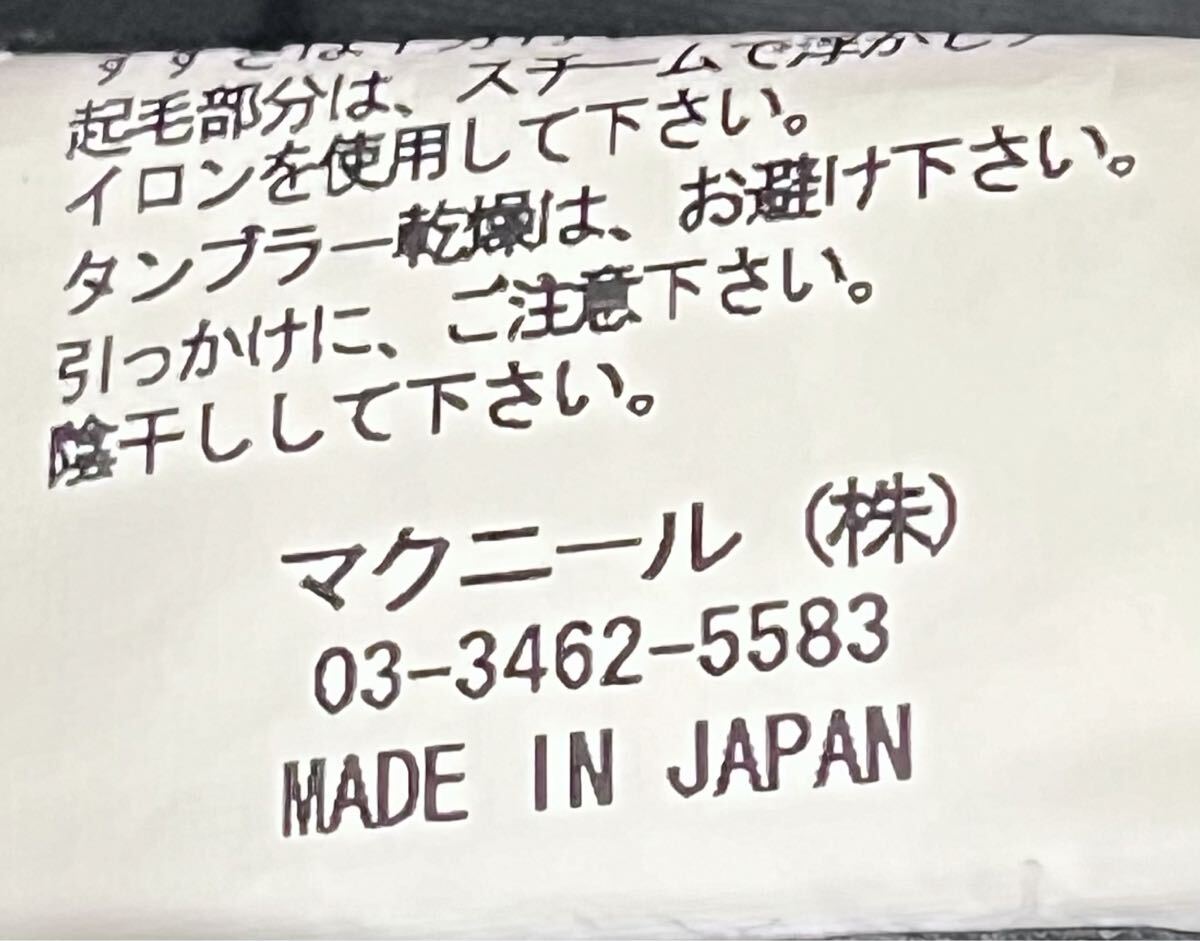 起毛部分は、スチームで浮かし
イロンを使用して下さい。
タンブラー乾燥は、お避け下さい。
引っかけに、ご注意下さい。
陰干しして下さい。
マクニール (株)
03-3462-5583
MADE IN JAPAN